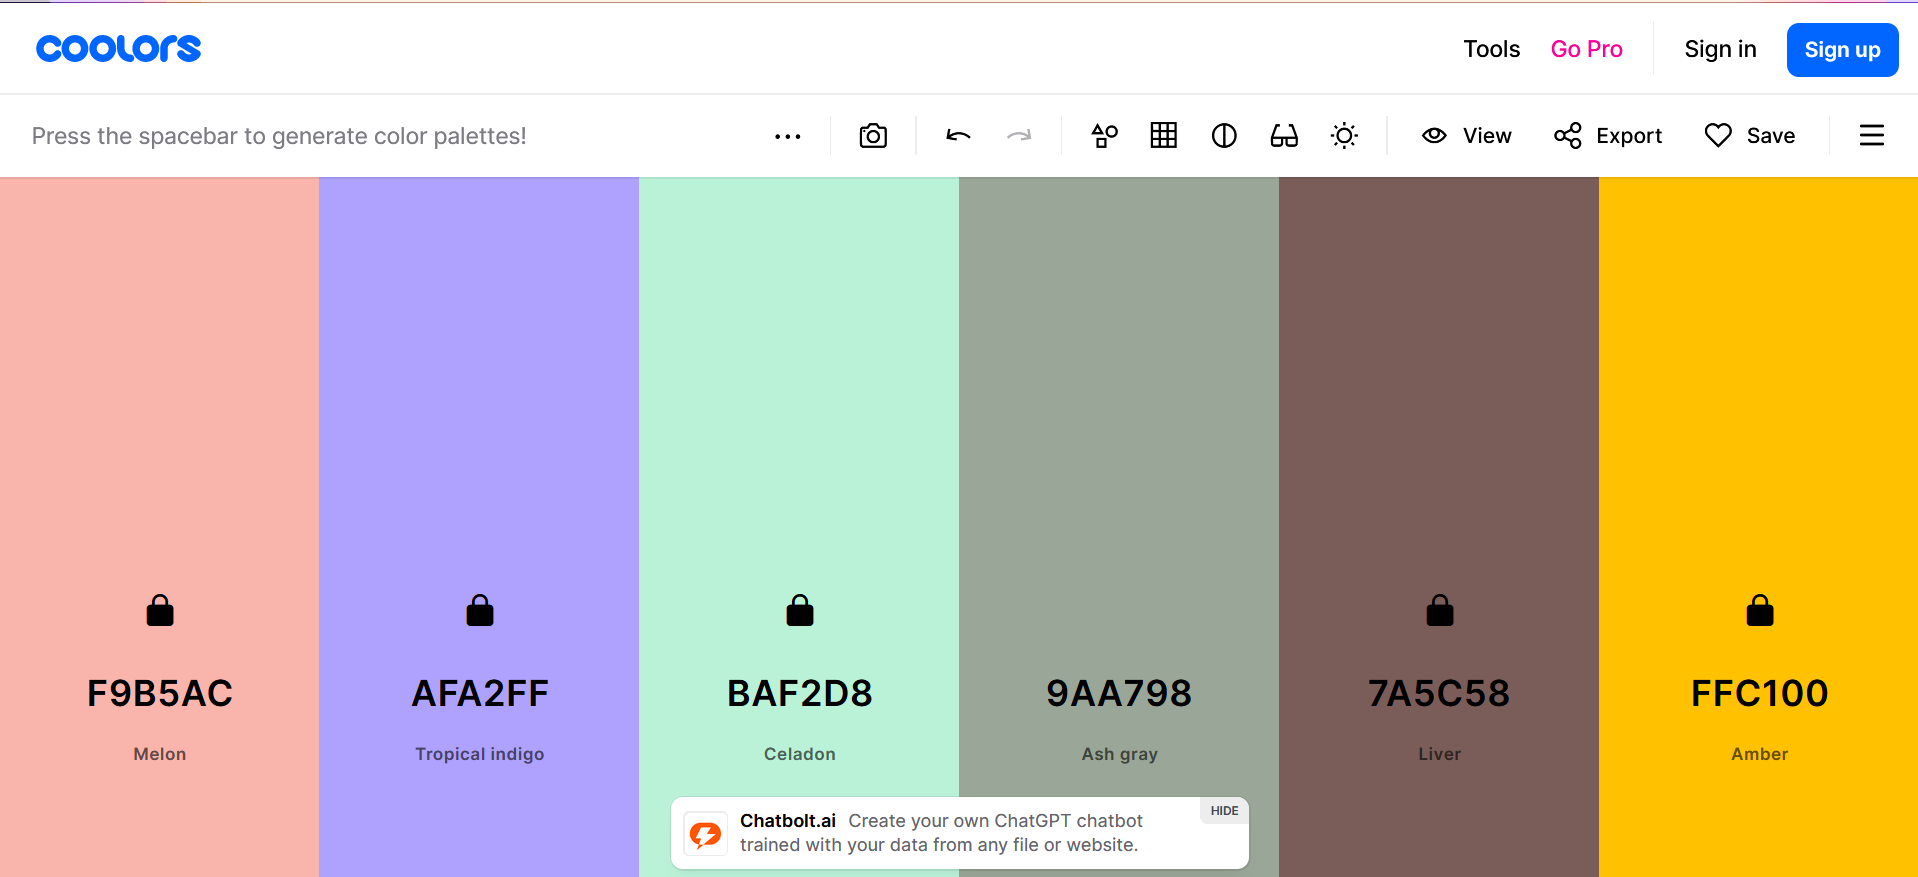 coolors
Tools Go Pro Sign in Sign up
Press the spacebar to generate color palettes! View Export Save
F9B5AC AFA2FF BAF2D8 9AA798 7A5C58 FFC100
Melon Tropical indigo Celadon Ash gray Liver Amber
HIDE
Chatbolt.ai Create your own ChatGPT chatbot
trained with your data from any file or website.